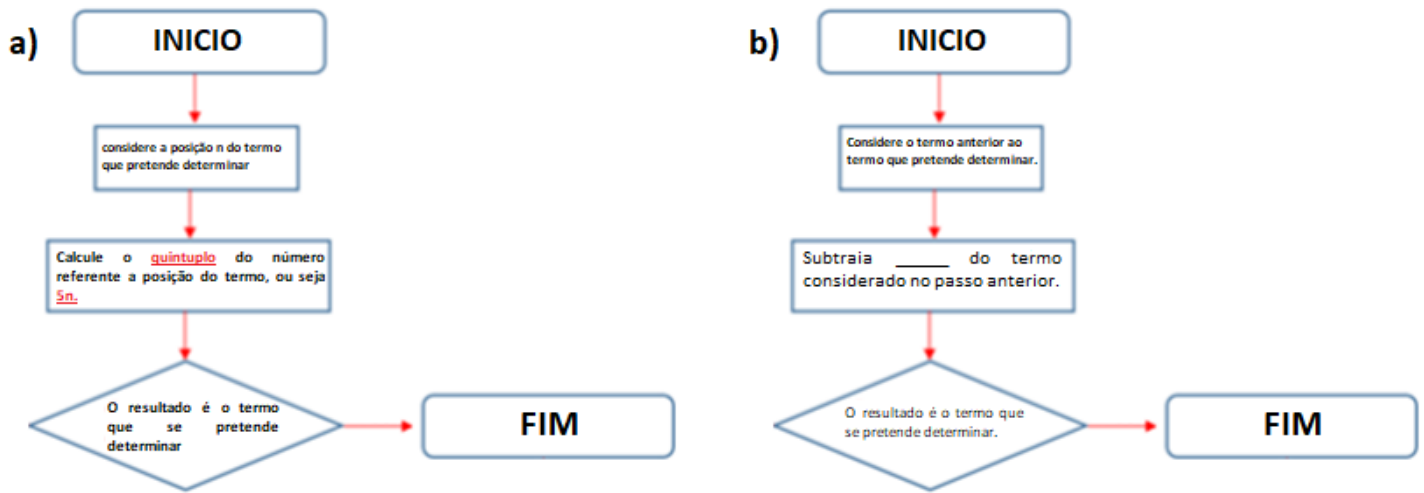 a)
INICIO
considere a posição n do termo
que pretende determinar
Calcule o quintuplo do número
referente a posição do termo, ou seja
5n.
O resultado é o termo
que se pretende
determinar
FIM
b)
INICIO
Considere o termo anterior ao
termo que pretende determinar.
Subtraia ______ do termo
considerado no passo anterior.
O resultado é o termo que
se pretende determinar.
FIM